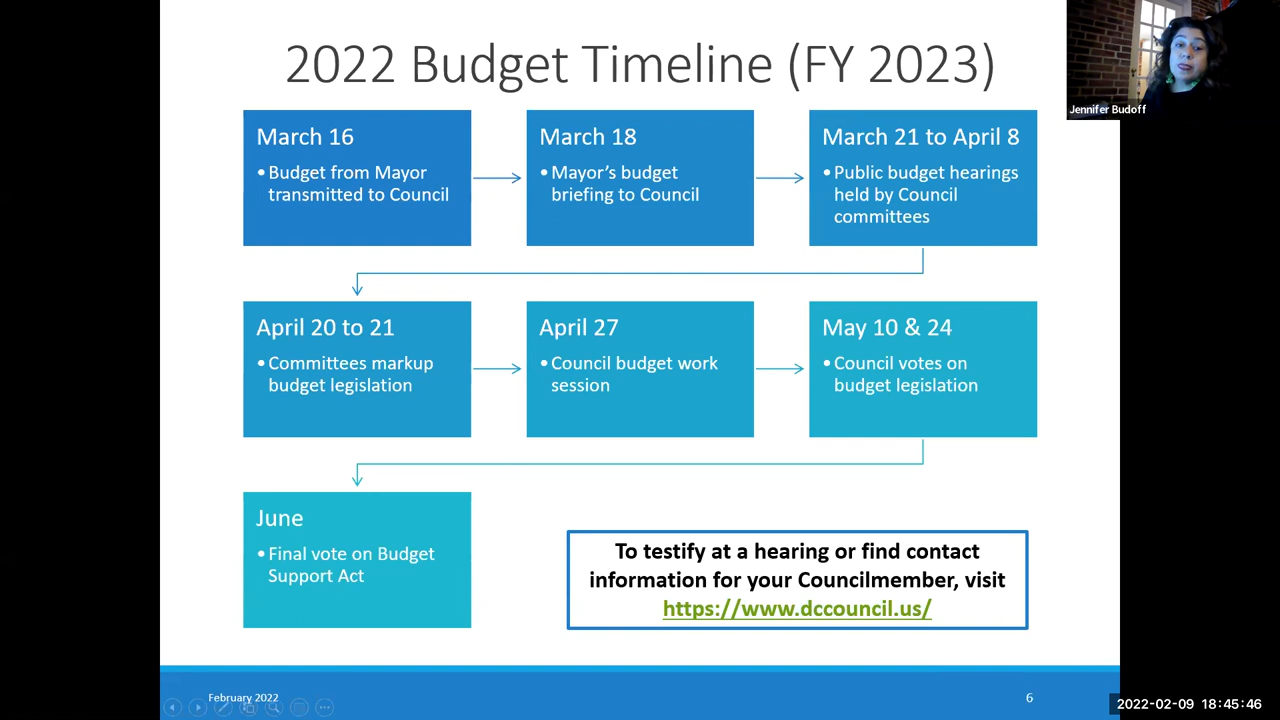 2022 Budget Timeline (FY 2023)
Jennifer Budoff
March 16
• Budget from Mayor
transmitted to Council
March 18
• Mayor's budget
briefing to Council
March 21 to April 8
• Public budget hearings
held by Council
committees
April 20 to 21
• Committees markup
budget legislation
April 27
• Council budget work
session
May 10 & 24
• Council votes on
budget legislation
June
• Final vote on Budget
Support Act
To testify at a hearing or find contact
information for your Councilmember, visit
https://www.dccouncil.us/
February 2022
6
2022-02-09 18:45:46